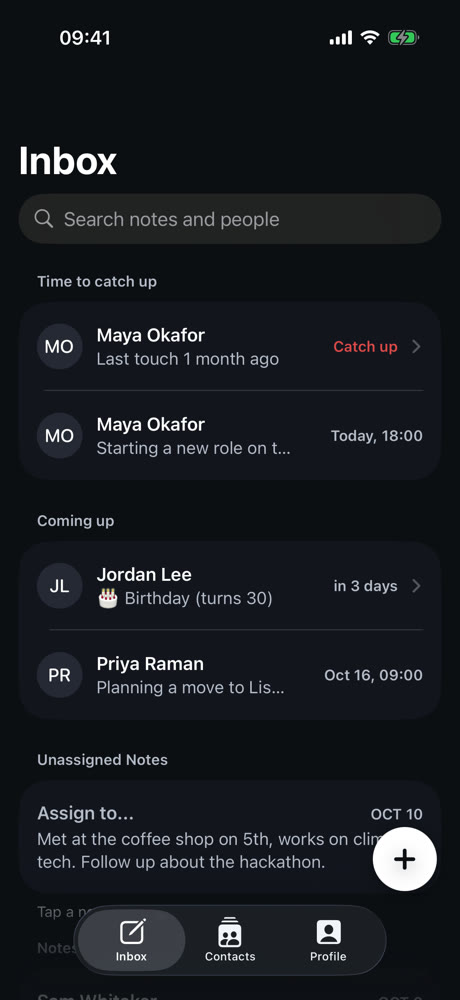 09:41
Inbox
Search notes and people
Time to catch up
MO
Maya Okafor
Last touch 1 month ago
Catch up
MO
Maya Okafor
Starting a new role on t...
Today, 18:00
Coming up
JL
Jordan Lee
🎂 Birthday (turns 30)
in 3 days
PR
Priya Raman
Planning a move to Lis...
Oct 16, 09:00
Unassigned Notes
Assign to...
OCT 10
Met at the coffee shop on 5th, works on
tech. Follow up about the hackathon.
Tap a
Notes
Inbox
Contacts
Profile